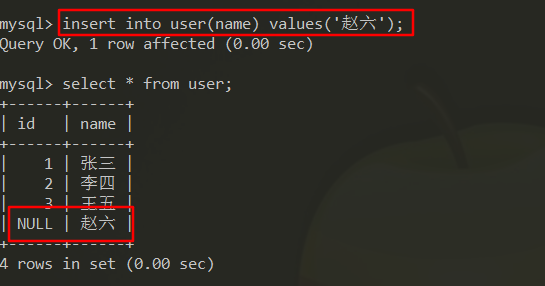 mysql> insert into user(name) values('赵六');
Query OK, 1 row affected (0.00 sec)
mysql> select * from user;
+------+------+
| id   | name |
+------+------+
|    1 | 张三 |
|    2 | 李四 |
|    3 | 王五 |
| NULL | 赵六 |
+------+------+
4 rows in set (0.00 sec)